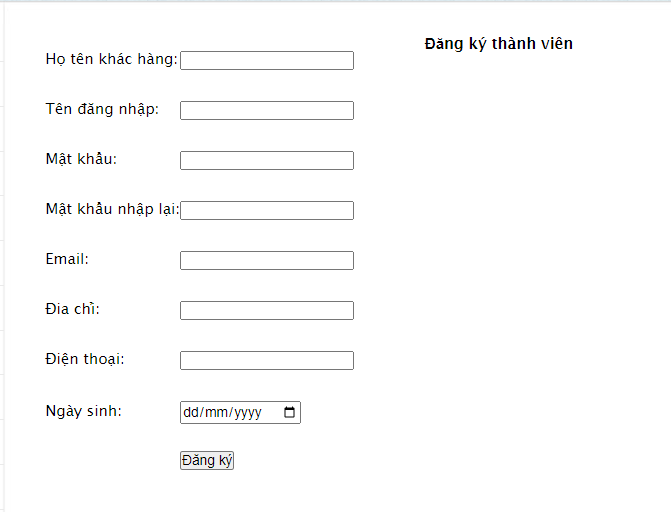 Đăng ký thành viên
Họ tên khác hàng:
Tên đăng nhập:
Mật khẩu:
Mật khẩu nhập lại:
Email:
Đia chỉ:
Điện thoại:
Ngày sinh: dd/mm/yyyy
Đăng ký